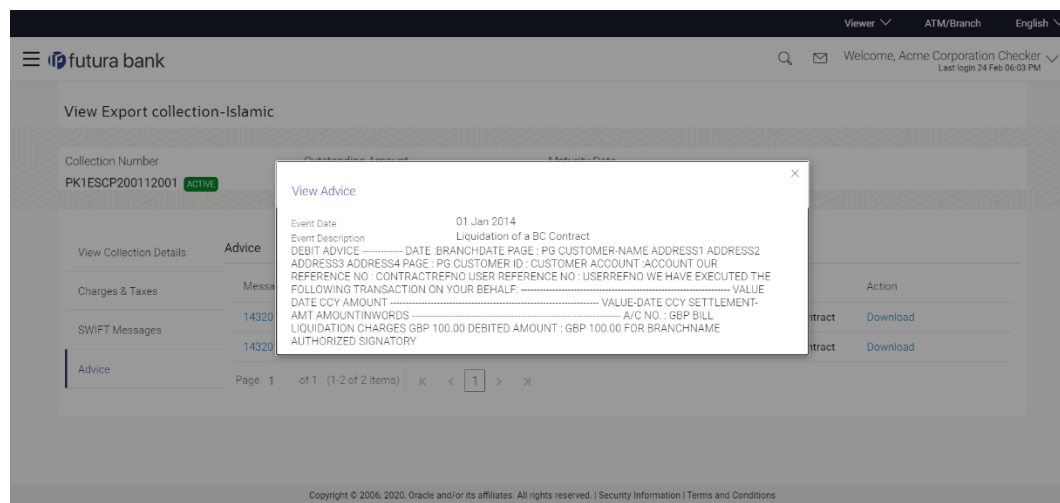 Viewer ATM/Branch English
futura bank
Welcome, Acme Corporation Checker
Last login 24 Feb 06:03 PM
View Export collection-Islamic
Collection Number Outstanding Amount Maturity Date
PK1ESCP200112001 ACTIVE
View Advice
Event Date 01 Jan 2014
Event Description Liquidation of a BC Contract
DEBIT ADVICE ------------- DATE :BRANCHDATE PAGE : PG CUSTOMER-NAME ADDRESS1 ADDRESS2
ADDRESS3 ADDRESS4 PAGE : PG CUSTOMER ID : CUSTOMER ACCOUNT :ACCOUNT OUR
REFERENCE NO : CONTRACTREFNO USER REFERENCE NO : USERREFNO WE HAVE EXECUTED THE
FOLLOWING TRANSACTION ON YOUR BEHALF: ----------------------------------------------------------------- VALUE
DATE CCY AMOUNT ----------------------------------------------------------------- VALUE-DATE CCY SETTLEMENT-
AMT AMOUNTINWORDS ----------------------------------------------------------------- A/C NO. : GBP BILL
LIQUIDATION CHARGES GBP 100.00 DEBITED AMOUNT : GBP 100.00 FOR BRANCHNAME
AUTHORIZED SIGNATORY
View Collection Details
Charges & Taxes
SWIFT Messages
Advice
Advice
Action
Download
Download
Page 1 of 1 (1-2 of 2 items) K < 1 > >|
Copyright © 2006, 2020, Oracle and/or its affiliates. All rights reserved. | Security Information | Terms and Conditions